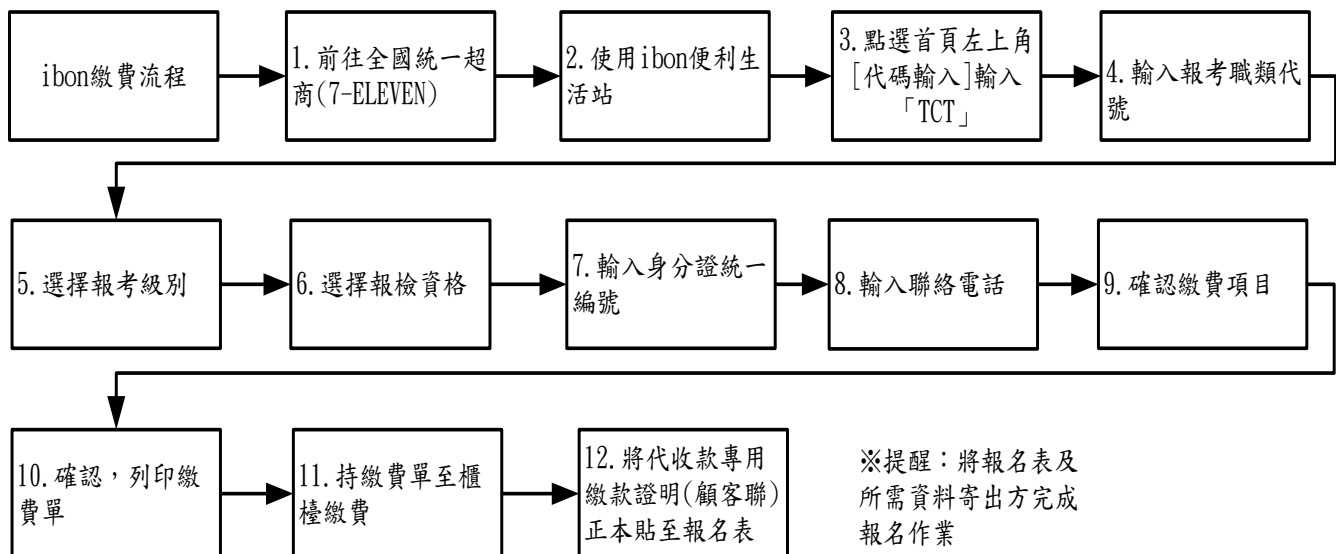 ibon繳費流程
1.前往全國統一超
商(7-ELEVEN)
2.使用ibon便利生
活站
3.點選首頁左上角
[代碼輸入]輸入
「TCT」
4.輸入報考職類代
號
5.選擇報考級別
6.選擇報檢資格
7.輸入身分證統一
編號
8.輸入聯絡電話
9.確認繳費項目
10.確認，列印繳
費單
11.持繳費單至櫃
檯繳費
12.將代收款專用
繳款證明(顧客聯)
正本貼至報名表
※提醒：將報名表及
所需資料寄出方完成
報名作業